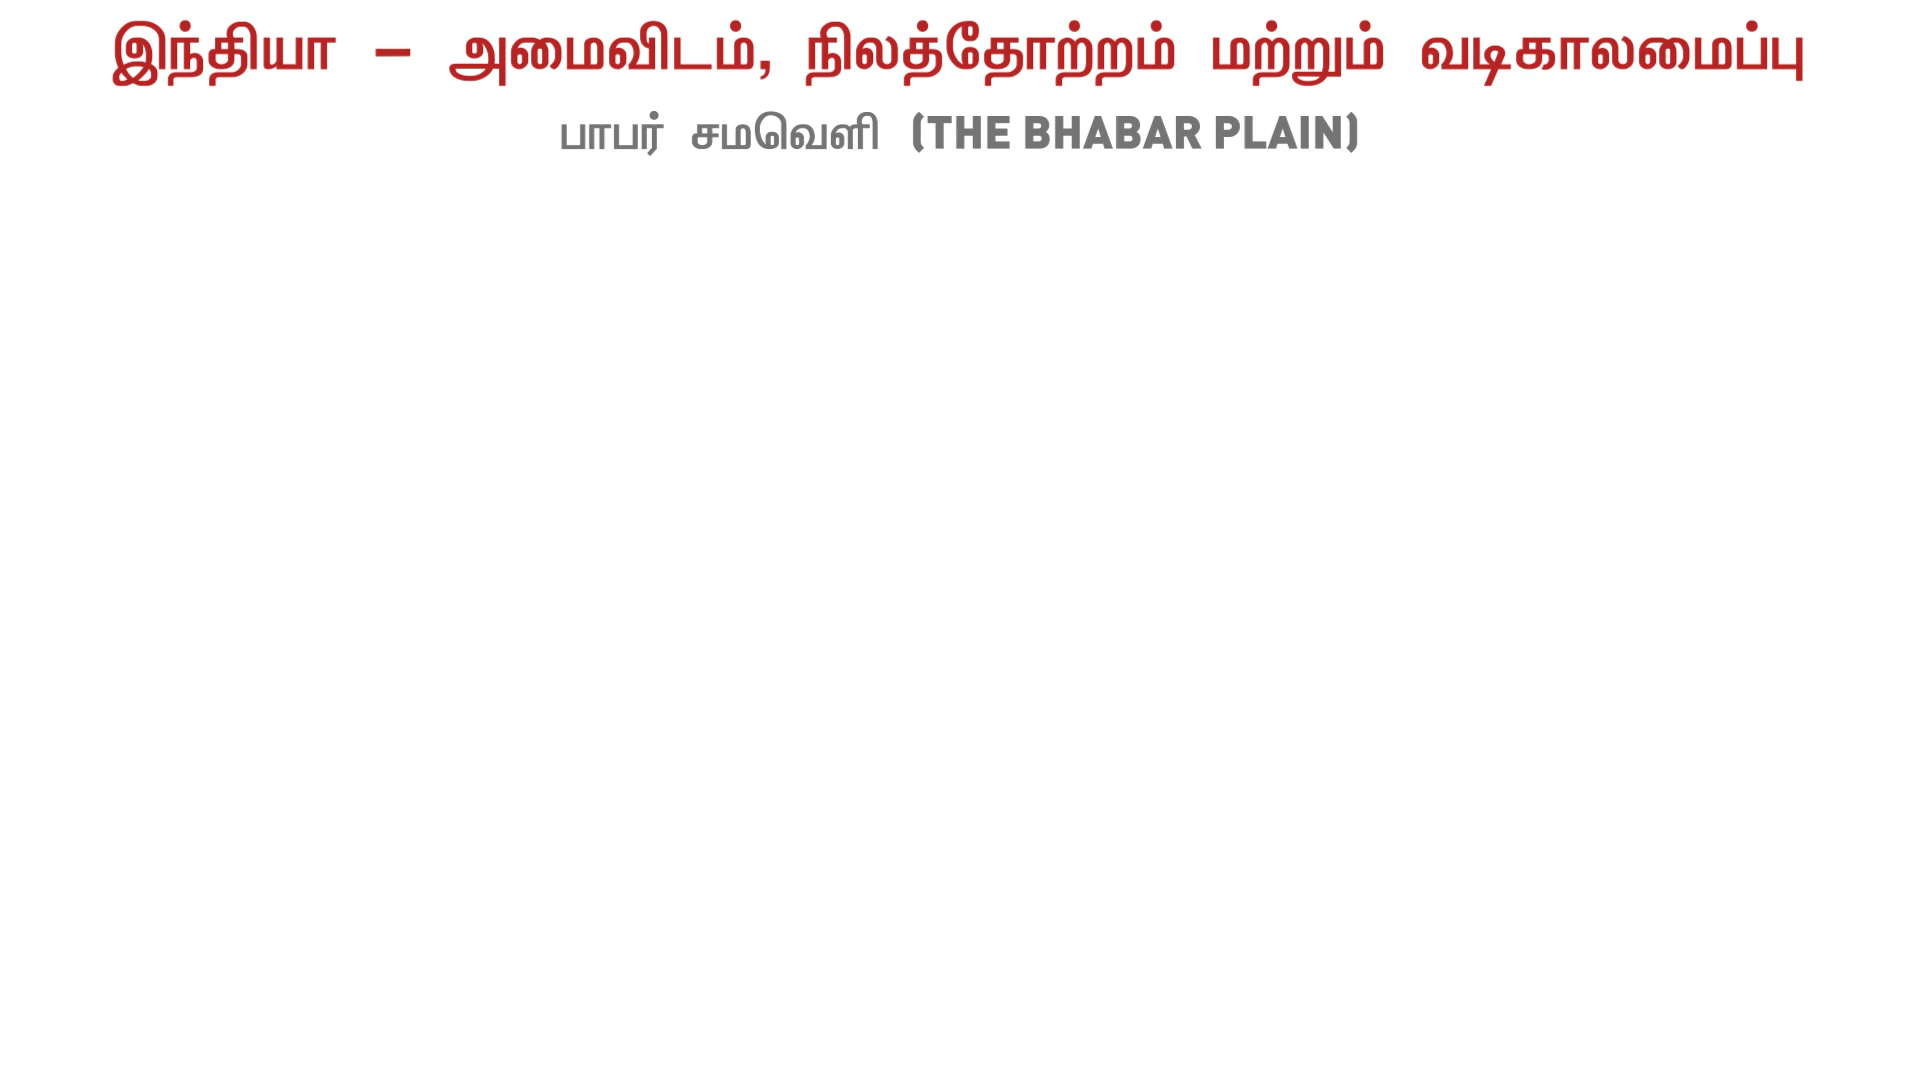 இந்தியா – அமைவிடம், நிலத்தோற்றம் மற்றும் வடிகாலமைப்பு
பாபர் சமவெளி (THE BHABAR PLAIN)